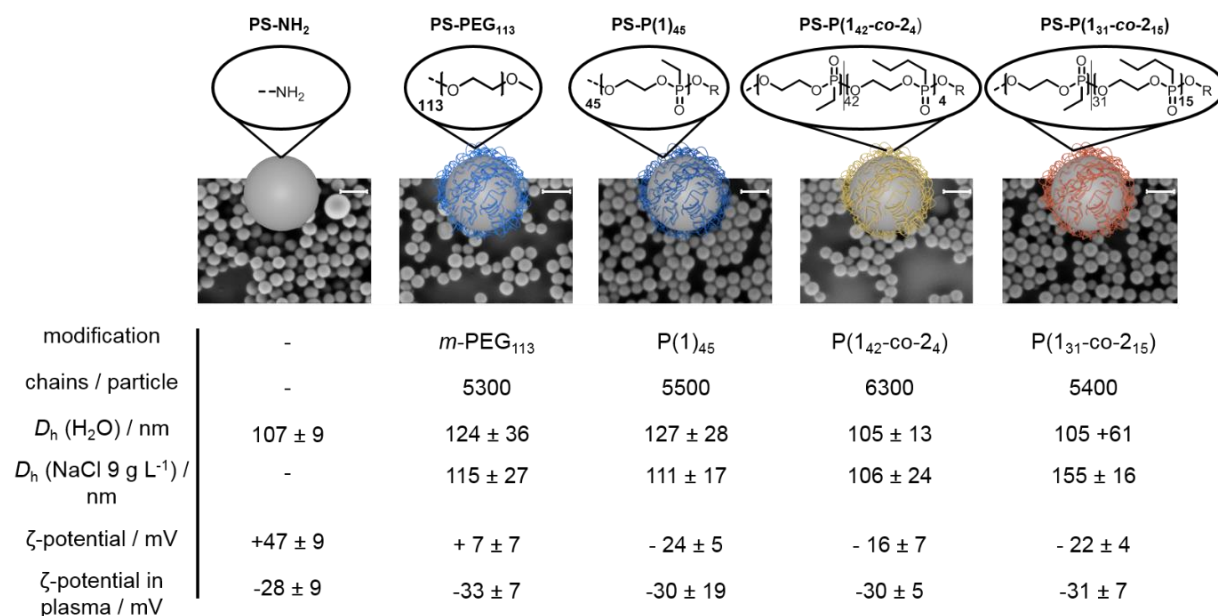 PS-NH₂ PS-PEG₁₁₃ PS-P(1)₄₅ PS-P(1₄₂-co-2₄) PS-P(1₃₁-co-2₁₅)
--NH₂
113 O O
45 O O P O O R
O O P O 42 O O P O 4 O R
O O P O 31 O O P O 15 O R
modification - m-PEG₁₁₃ P(1)₄₅ P(1₄₂-co-2₄) P(1₃₁-co-2₁₅)
chains / particle - 5300 5500 6300 5400
Dₕ (H₂O) / nm 107 ± 9 124 ± 36 127 ± 28 105 ± 13 105 +61
Dₕ (NaCl 9 g L⁻¹) / - 115 ± 27 111 ± 17 106 ± 24 155 ± 16
nm
ζ-potential / mV +47 ± 9 + 7 ± 7 - 24 ± 5 - 16 ± 7 - 22 ± 4
ζ-potential in -28 ± 9 -33 ± 7 -30 ± 19 -30 ± 5 -31 ± 7
plasma / mV